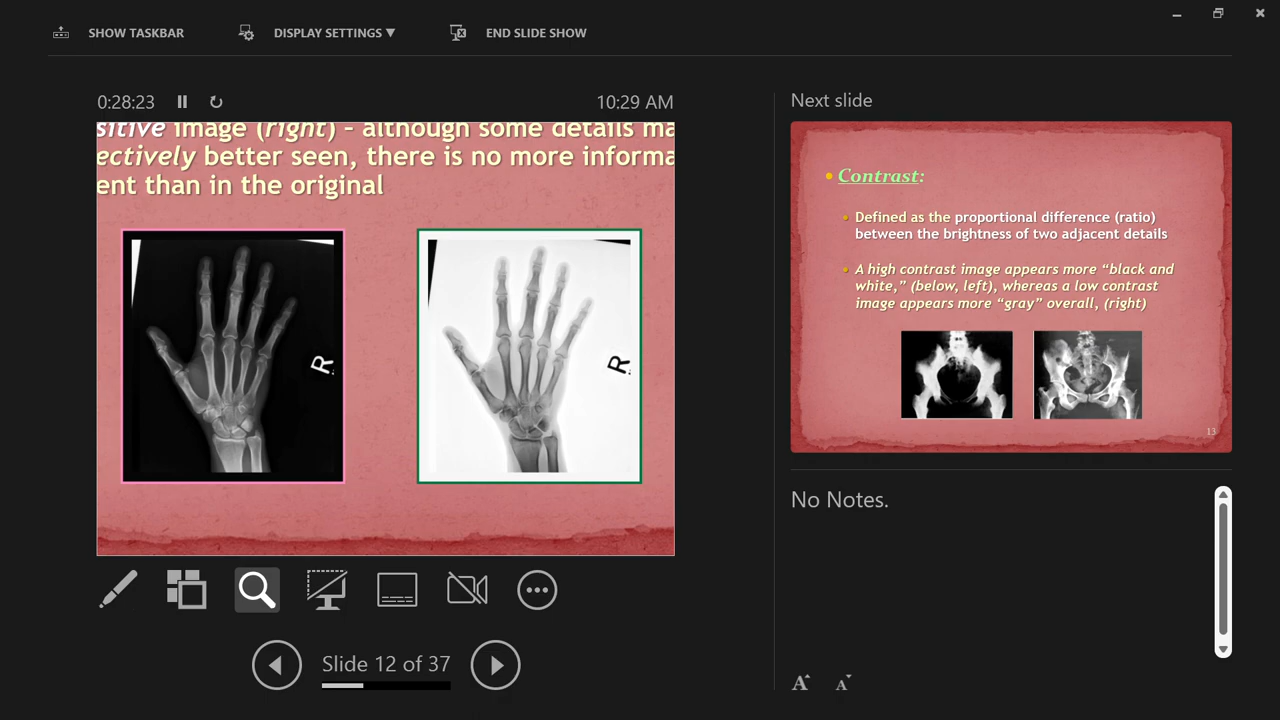 SHOW TASKBAR
DISPLAY SETTINGS ▼
END SLIDE SHOW
0:28:23
10:29 AM
sitive image (right) – although some details ma
ectively better seen, there is no more informa
ent than in the original
R
R
Slide 12 of 37
Next slide
• Contrast:
• Defined as the proportional difference (ratio)
between the brightness of two adjacent details
• A high contrast image appears more “black and
white,” (below, left), whereas a low contrast
image appears more “gray” overall, (right)
13
No Notes.
A A